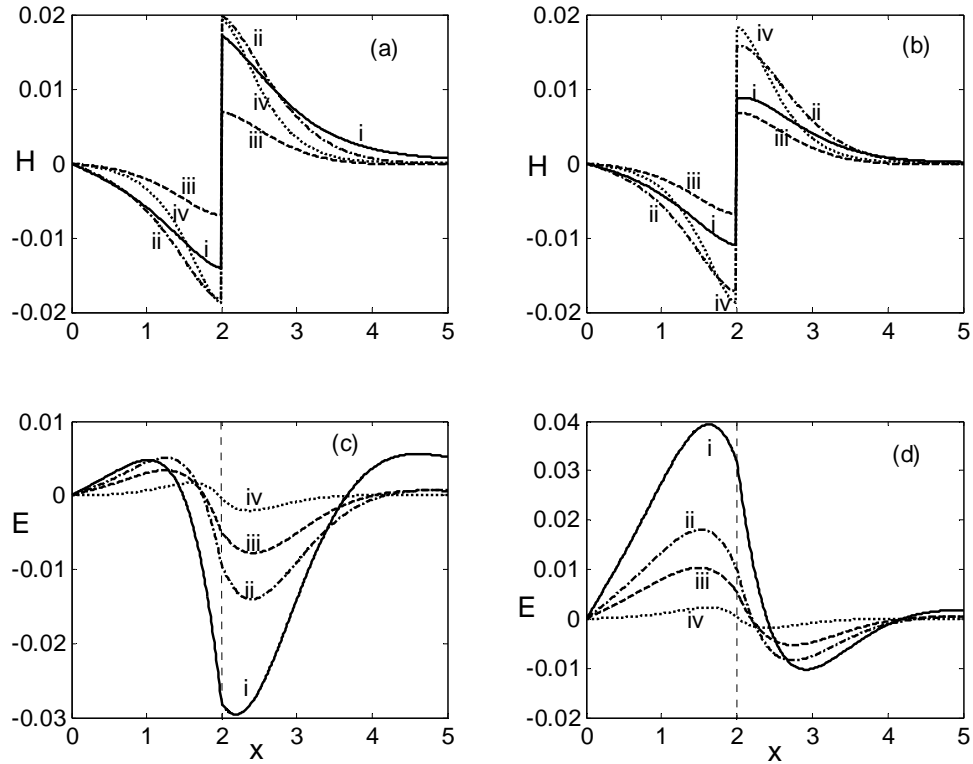 0.02
ii
(a)
iv
0.01
i
iii
H
0
iii
iv
-0.01
ii
i
-0.02
0 1 2 3 4 5
0.02
iv
(b)
0.01
i
ii
iii
H
0
iii
-0.01
ii
i
iv
-0.02
0 1 2 3 4 5
0.01
(c)
iv
E
0
iii
-0.01
ii
-0.02
i
-0.03
0 1 2 3 4 5
x
0.04
i
(d)
0.03
0.02
ii
0.01
iii
E
iv
0
-0.01
-0.02
0 1 2 3 4 5
x